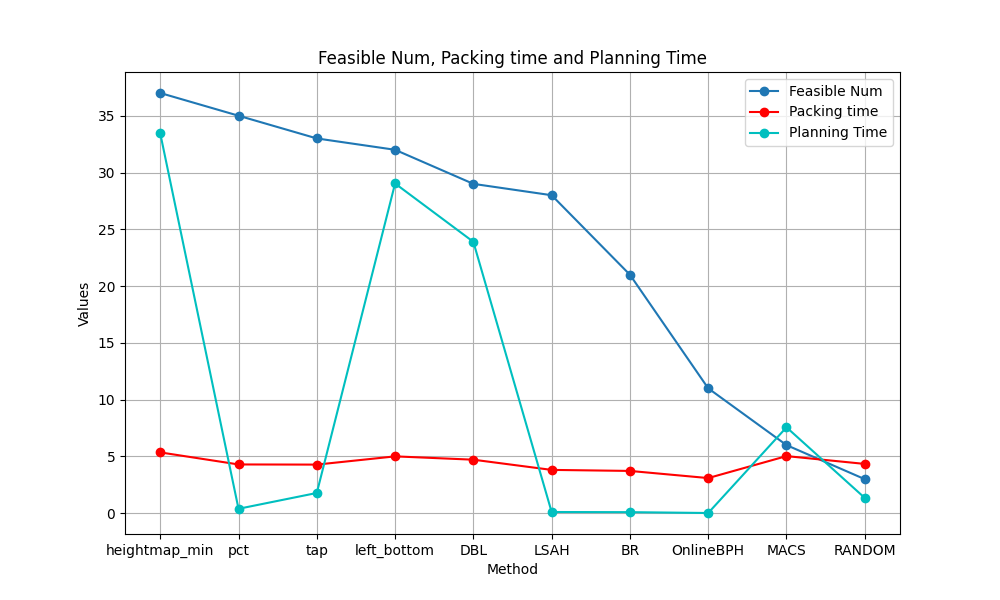 Feasible Num, Packing time and Planning Time
Feasible Num
Packing time
Planning Time
Values
35
30
25
20
15
10
5
0
heightmap_min pct tap left_bottom DBL LSAH BR OnlineBPH MACS RANDOM
Method